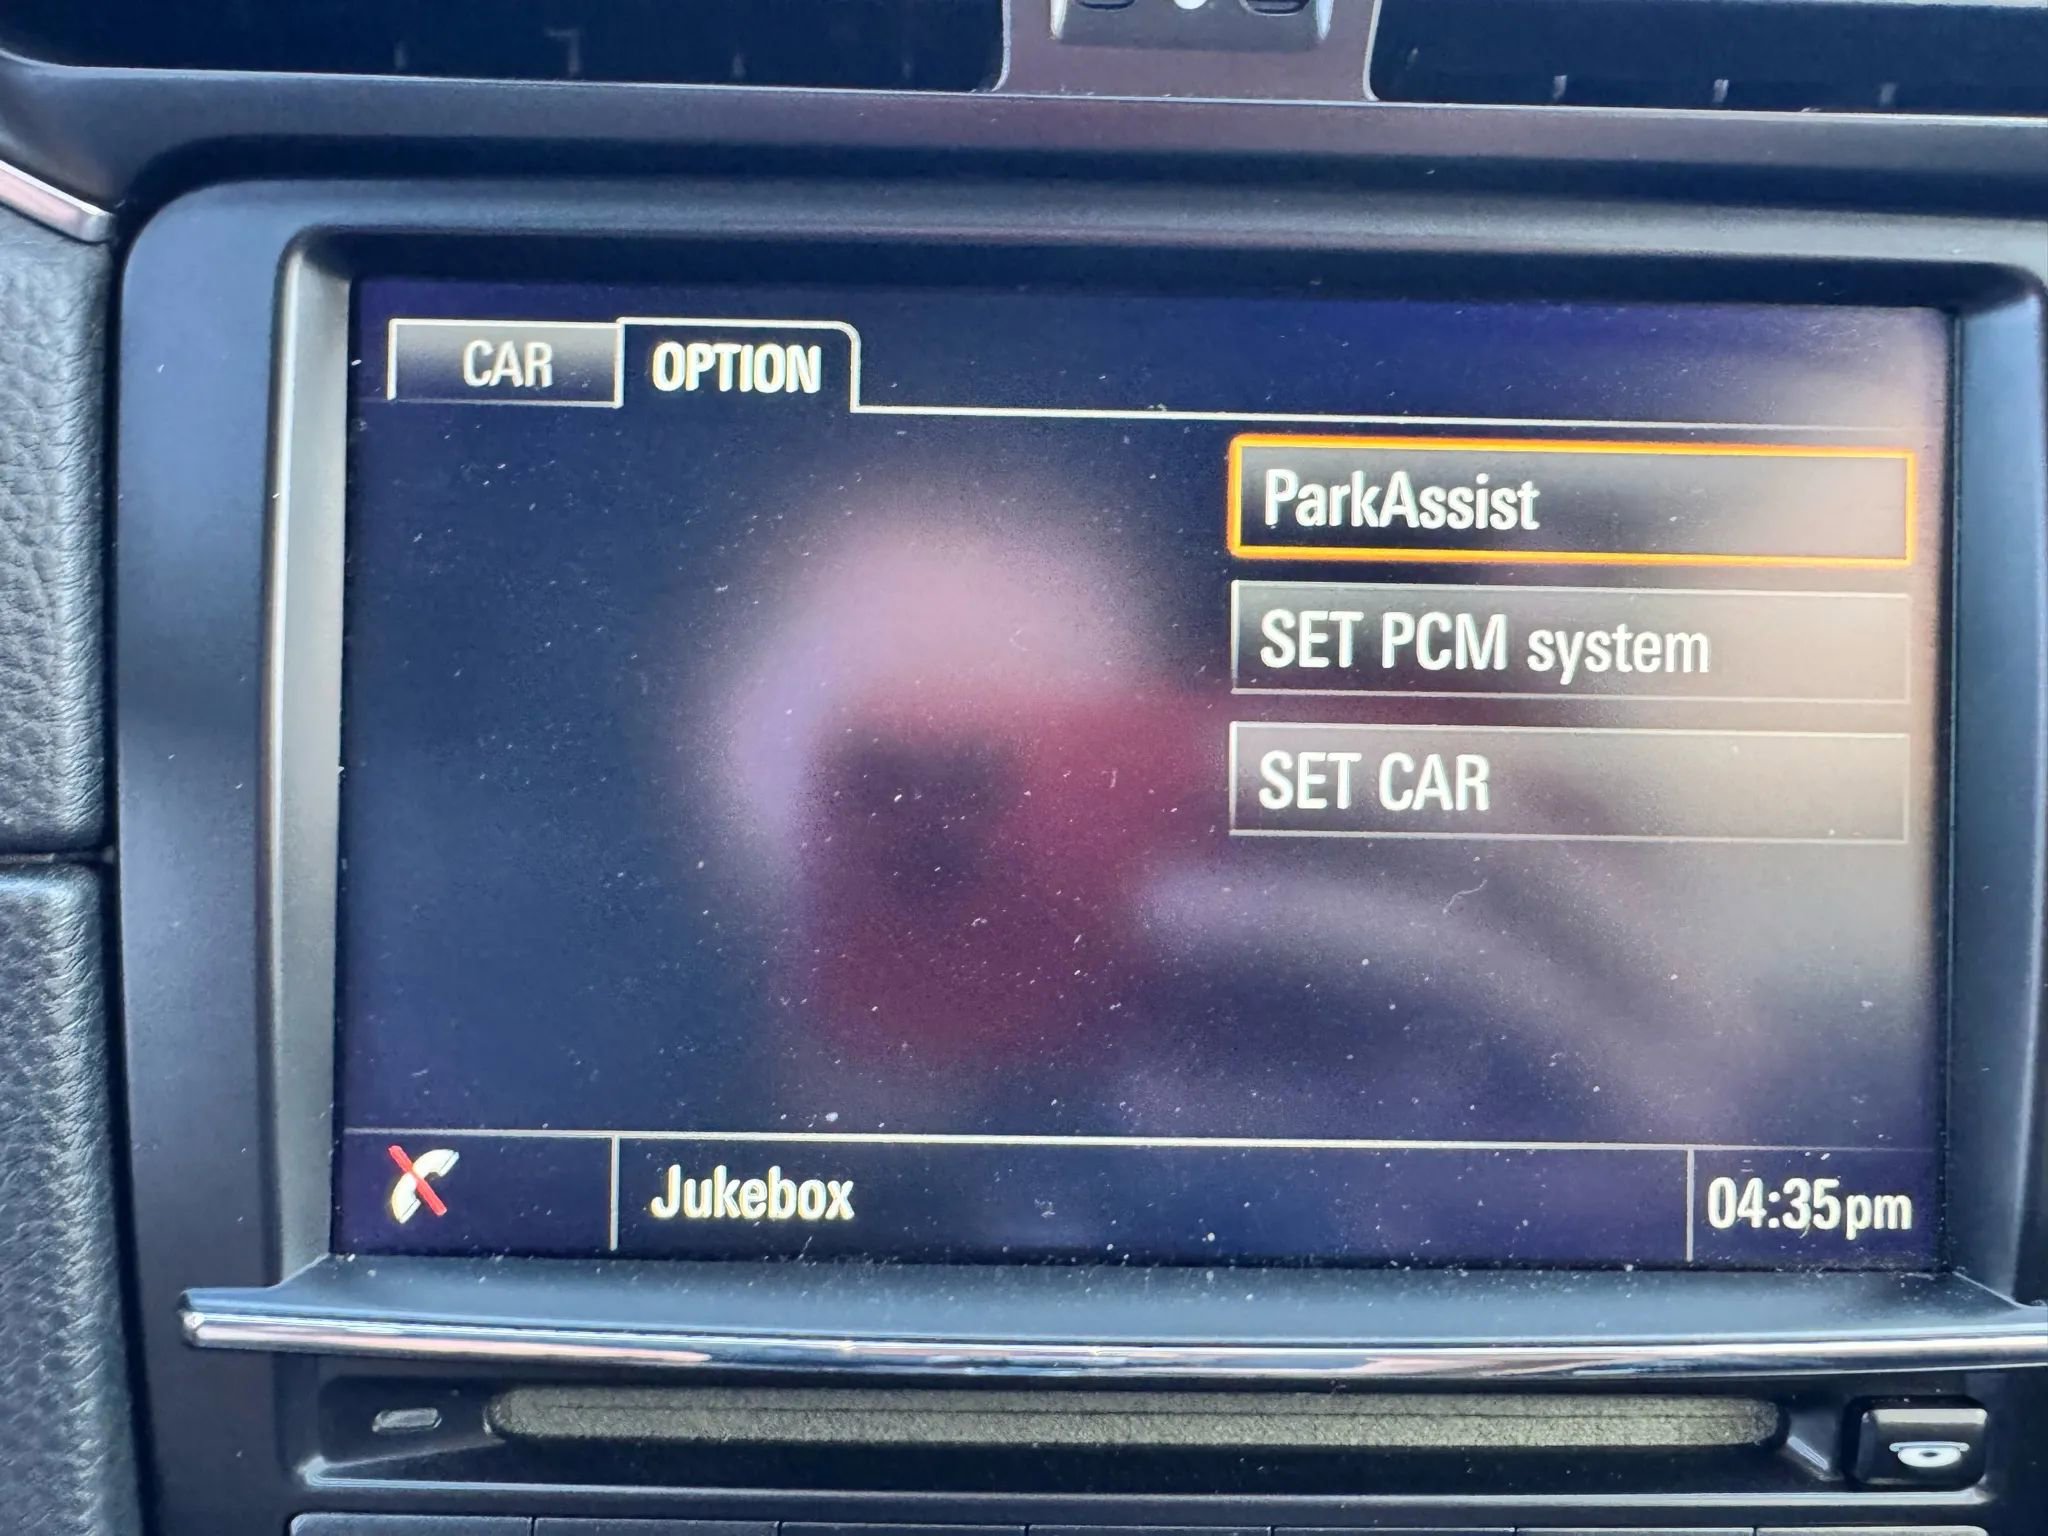 CAR
OPTION
ParkAssist
SET PCM system
SET CAR
Jukebox
04:35pm